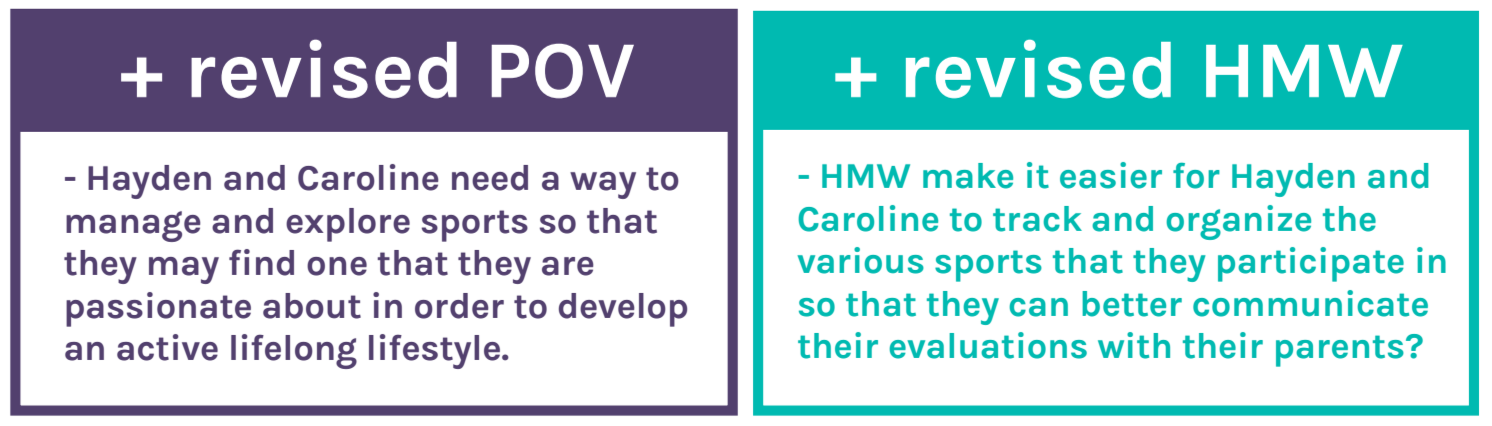 + revised POV
- Hayden and Caroline need a way to
manage and explore sports so that
they may find one that they are
passionate about in order to develop
an active lifelong lifestyle.
+ revised HMW
- HMW make it easier for Hayden and
Caroline to track and organize the
various sports that they participate in
so that they can better communicate
their evaluations with their parents?